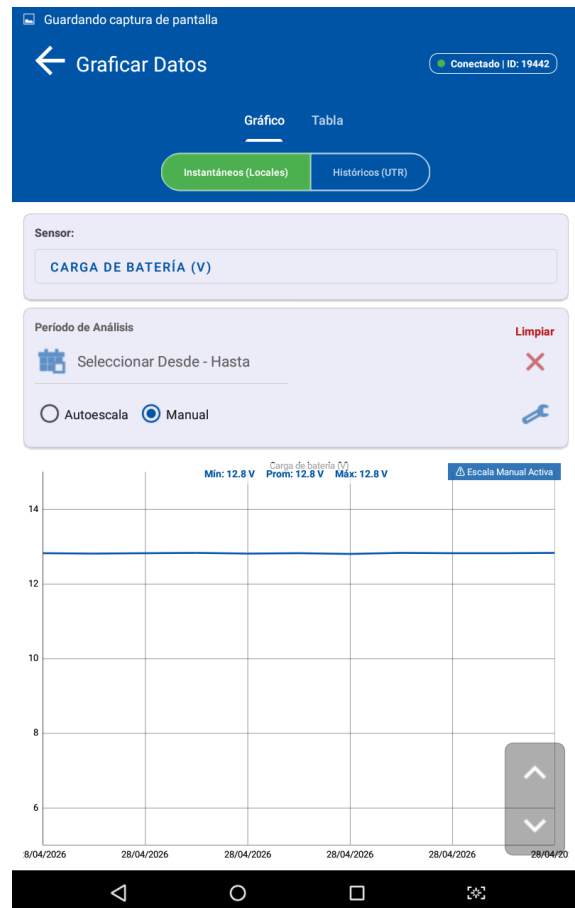 Guardando captura de pantalla
Graficar Datos
Conectado | ID: 19442
Gráfico Tabla
Instantáneos (Locales) Históricos (UTR)
Sensor:
CARGA DE BATERÍA (V)
Período de Análisis
Limpiar
Seleccionar Desde - Hasta
Autoescala Manual
Carga de batería (V)
Mín: 12.8 V Prom: 12.8 V Máx: 12.8 V
⚠ Escala Manual Activa
14
12
10
8
6
8/04/2026 28/04/2026 28/04/2026 28/04/2026 28/04/2026 28/04/20